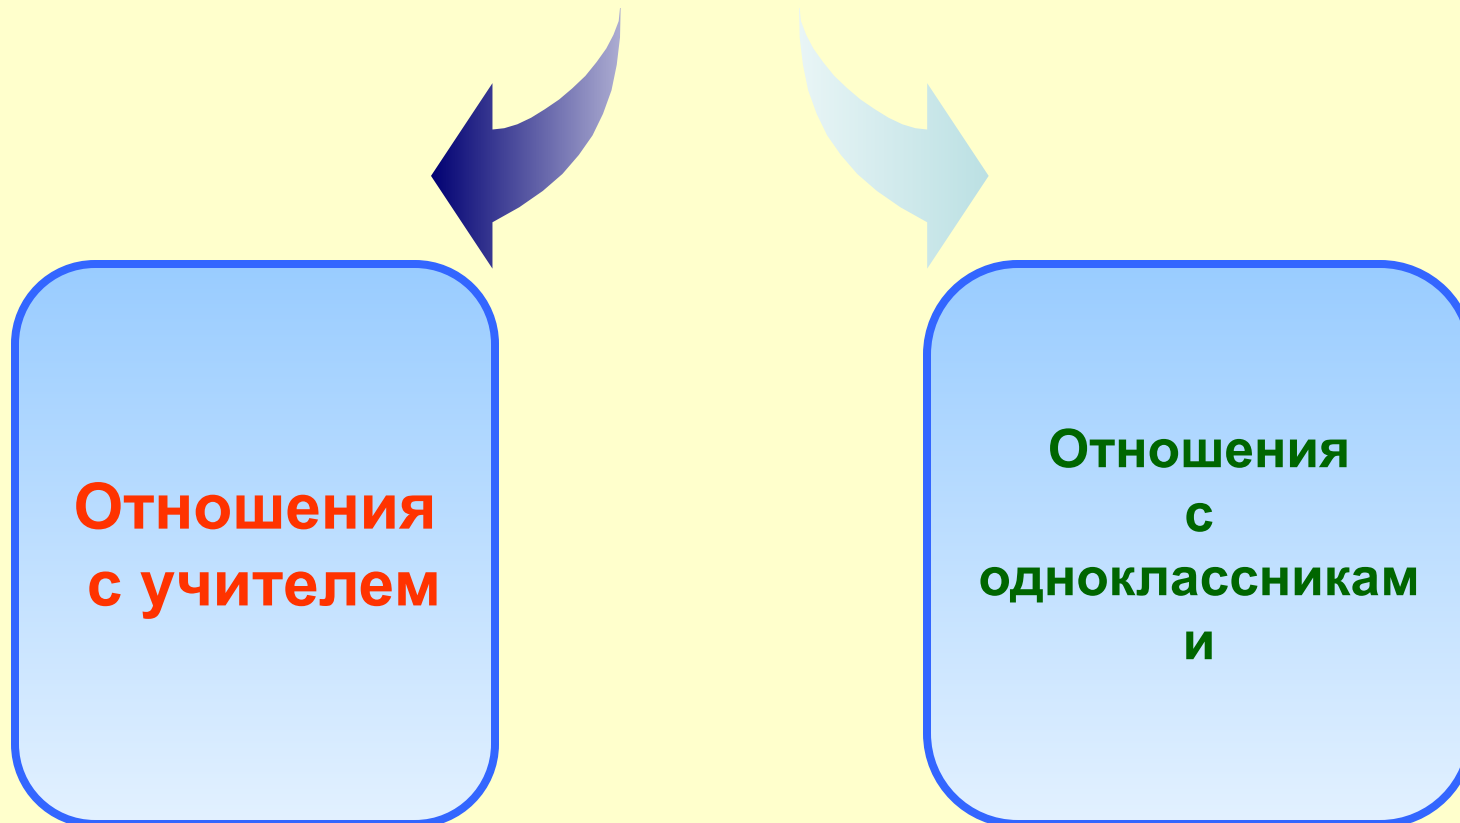 Отношения
с учителем
Отношения
с
одноклассникам
и